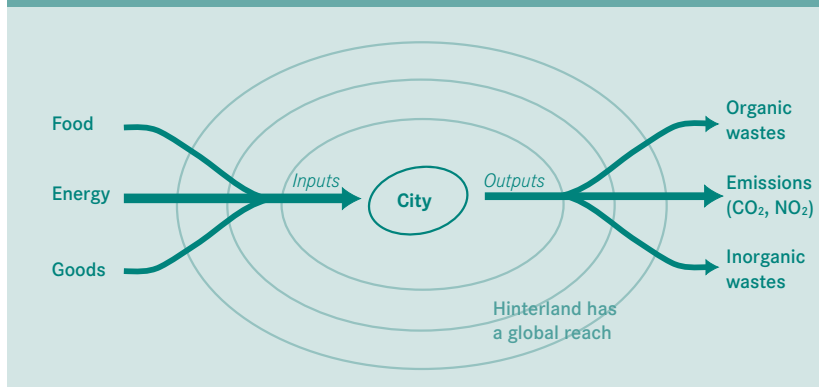 Food
Energy
Goods
Inputs
City
Outputs
Organic
wastes
Emissions
(CO₂, NO₂)
Inorganic
wastes
Hinterland has
a global reach